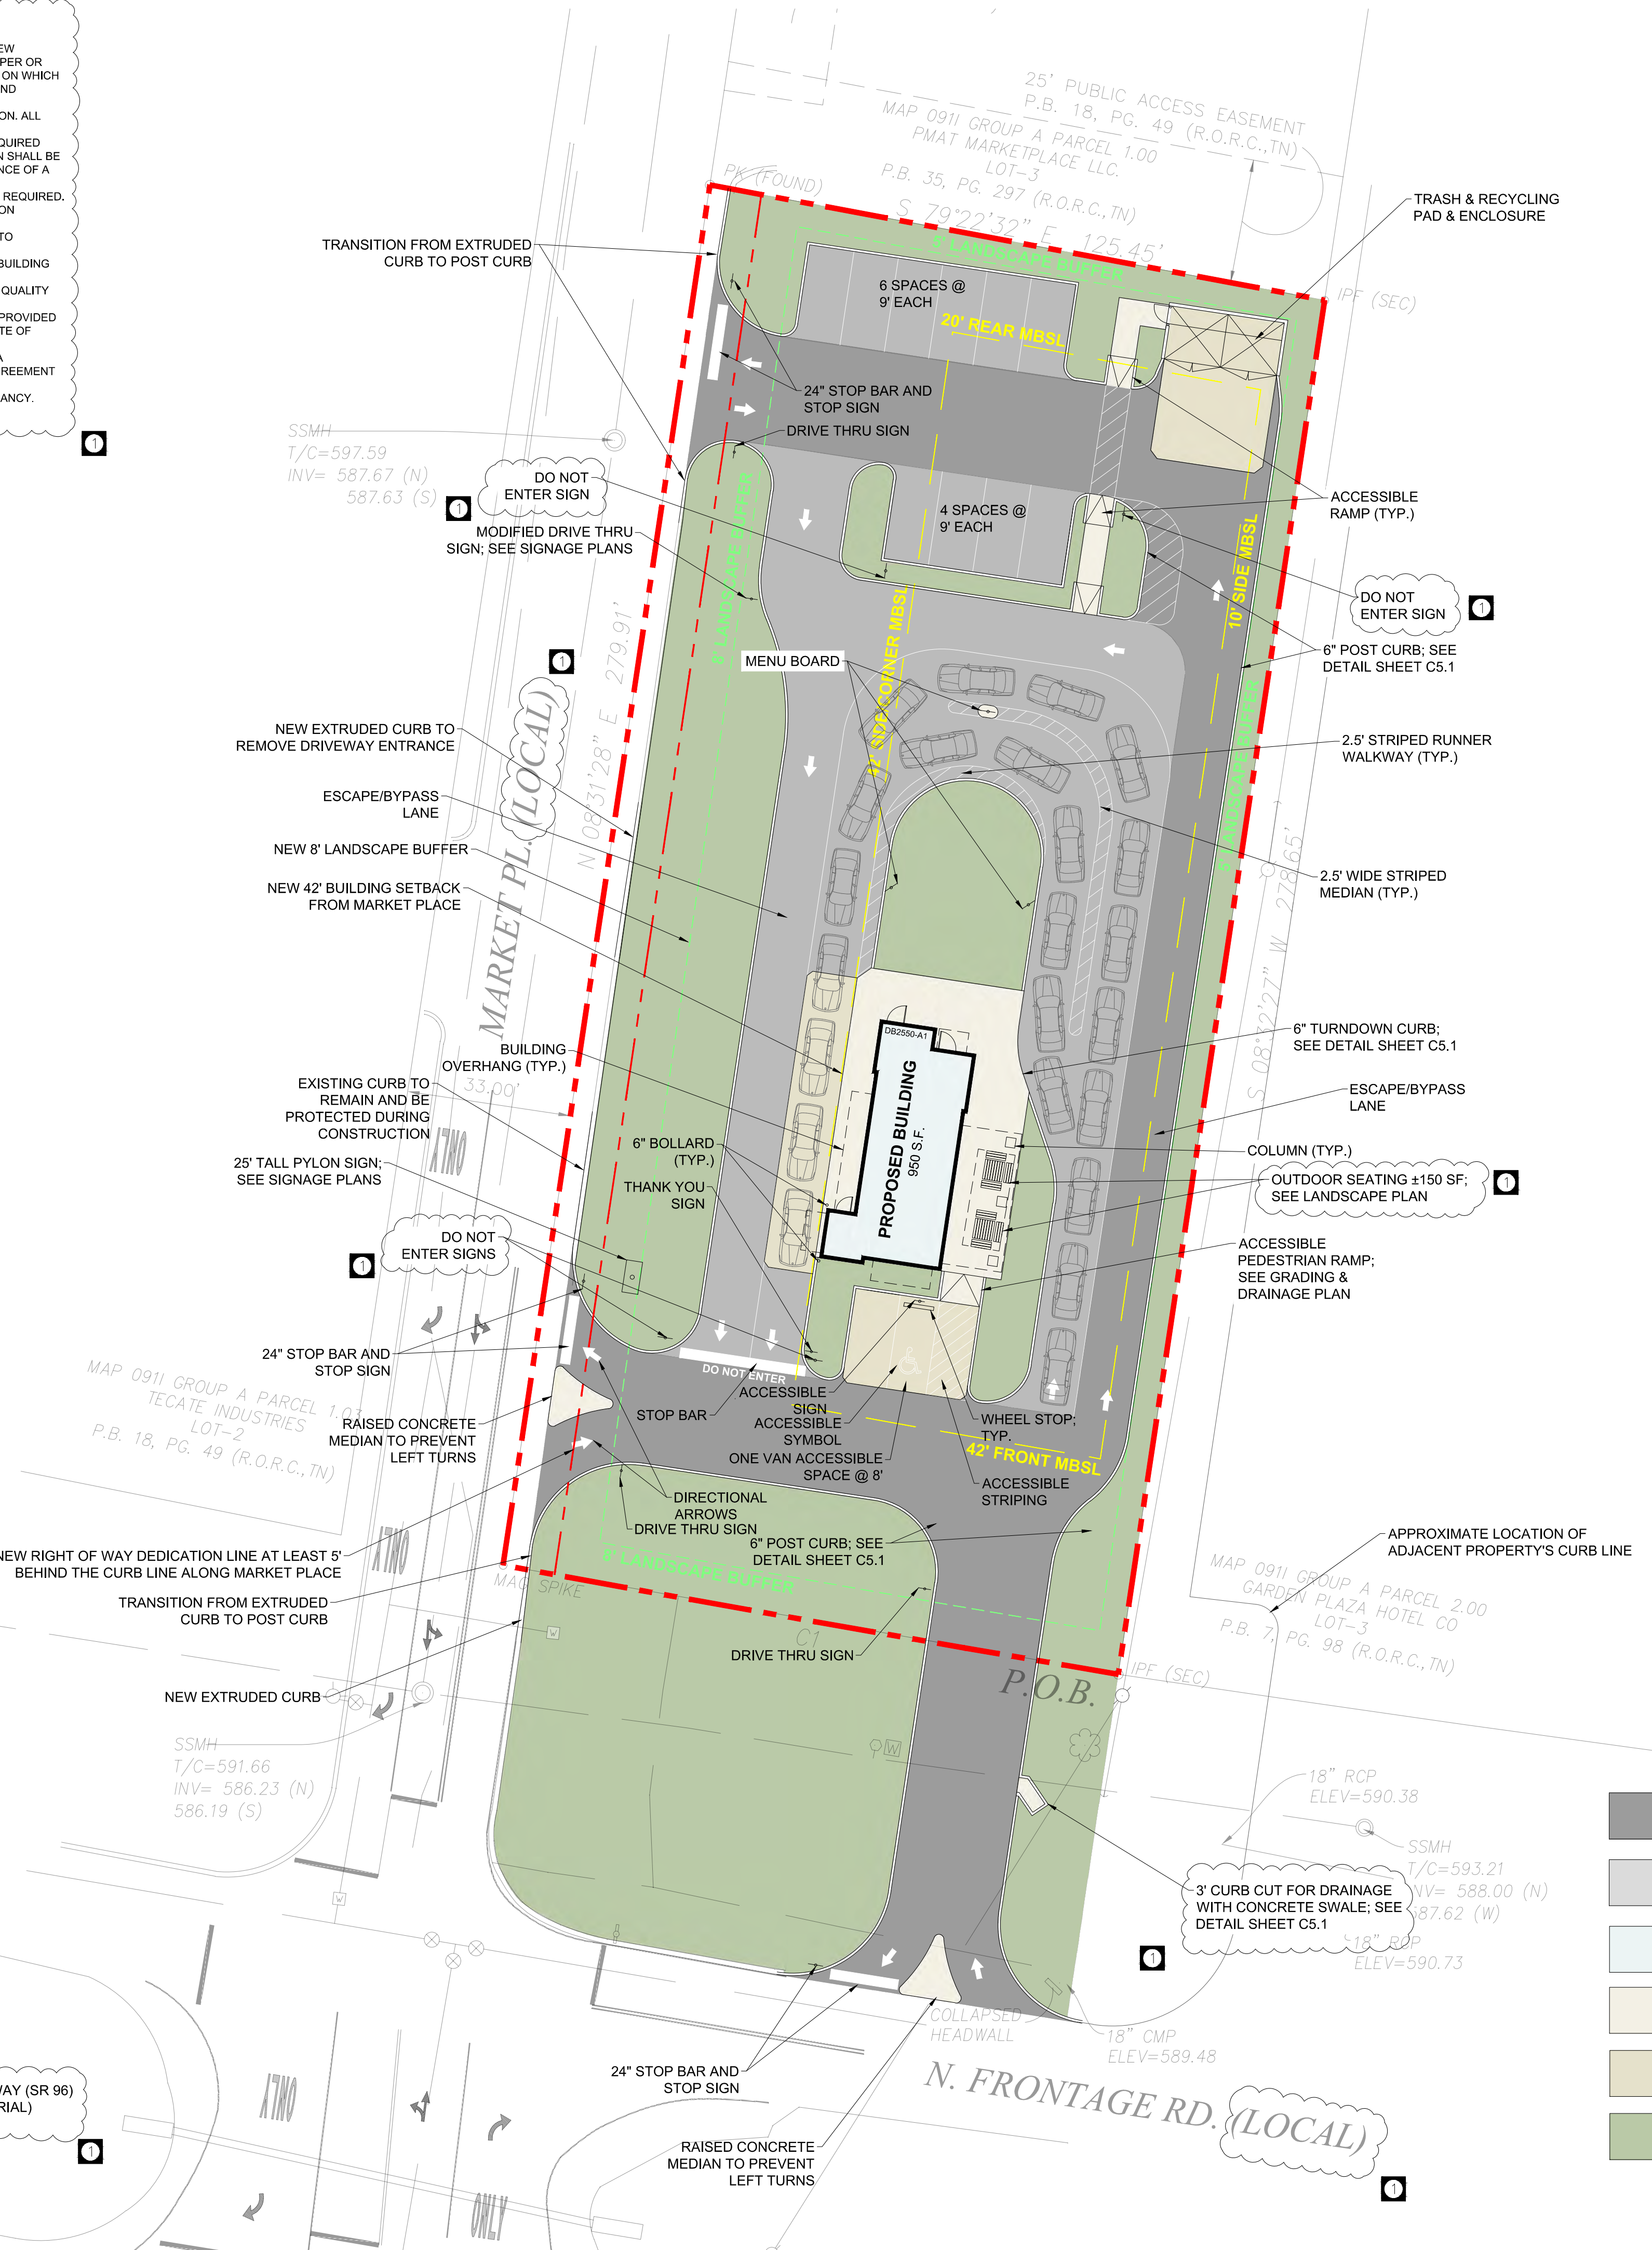 EW
PER OR
ON WHICH
ND
ON. ALL
QUIRED
N SHALL BE
NCE OF A
REQUIRED.
ON
TO
BUILDING
QUALITY
PROVIDED
TE OF
A
REEMENT
ANCY.
1
25' PUBLIC ACCESS EASEMENT
P.B. 18, PG. 49 (R.O.R.C.,TN)
MAP 091I GROUP A PARCEL 1.00
PMAT MARKETPLACE LLC.
LOT-3
P.B. 35, PG. 297 (R.O.R.C.,TN)
PK (FOUND)
S 79°22'32" E 125.45'
5' LANDSCAPE BUFFER
TRASH & RECYCLING
PAD & ENCLOSURE
IPF (SEC)
TRANSITION FROM EXTRUDED
CURB TO POST CURB
6 SPACES @
9' EACH
20' REAR MBSL
24" STOP BAR AND
STOP SIGN
DRIVE THRU SIGN
SSMH
T/C=597.59
INV= 587.67 (N)
587.63 (S)
1
DO NOT
ENTER SIGN
MODIFIED DRIVE THRU
SIGN; SEE SIGNAGE PLANS
4 SPACES @
9' EACH
ACCESSIBLE
RAMP (TYP.)
10' SIDE MBSL
DO NOT
ENTER SIGN
1
6" POST CURB; SEE
DETAIL SHEET C5.1
8' LANDSCAPE BUFFER
42' SIDE/CORNER MBSL
MENU BOARD
1
MARKET PL. (LOCAL)
N 08°31'28" E 279.91'
NEW EXTRUDED CURB TO
REMOVE DRIVEWAY ENTRANCE
ESCAPE/BYPASS
LANE
NEW 8' LANDSCAPE BUFFER
NEW 42' BUILDING SETBACK
FROM MARKET PLACE
2.5' STRIPED RUNNER
WALKWAY (TYP.)
5' LANDSCAPE BUFFER
2.5' WIDE STRIPED
MEDIAN (TYP.)
S 08°32'27" W 278.65'
6" TURNDOWN CURB;
SEE DETAIL SHEET C5.1
ESCAPE/BYPASS
LANE
BUILDING
OVERHANG (TYP.)
33.00'
EXISTING CURB TO
REMAIN AND BE
PROTECTED DURING
CONSTRUCTION
ONLY
DB2550-A1
PROPOSED BUILDING
950 S.F.
6" BOLLARD
(TYP.)
THANK YOU
SIGN
COLUMN (TYP.)
OUTDOOR SEATING ±150 SF;
SEE LANDSCAPE PLAN
1
25' TALL PYLON SIGN;
SEE SIGNAGE PLANS
DO NOT
ENTER SIGNS
1
ACCESSIBLE
PEDESTRIAN RAMP;
SEE GRADING &
DRAINAGE PLAN
24" STOP BAR AND
STOP SIGN
DO NOT ENTER
STOP BAR
ACCESSIBLE
SIGN
ACCESSIBLE
SYMBOL
ONE VAN ACCESSIBLE
SPACE @ 8'
WHEEL STOP;
TYP.
42' FRONT MBSL
ACCESSIBLE
STRIPING
MAP 091I GROUP A PARCEL 1.03
TECATE INDUSTRIES
LOT-2
P.B. 18, PG. 49 (R.O.R.C.,TN)
RAISED CONCRETE
MEDIAN TO PREVENT
LEFT TURNS
DIRECTIONAL
ARROWS
DRIVE THRU SIGN
6" POST CURB; SEE
DETAIL SHEET C5.1
ONLY
NEW RIGHT OF WAY DEDICATION LINE AT LEAST 5'
BEHIND THE CURB LINE ALONG MARKET PLACE
8' LANDSCAPE BUFFER
MAG SPIKE
TRANSITION FROM EXTRUDED
CURB TO POST CURB
C1
DRIVE THRU SIGN
APPROXIMATE LOCATION OF
ADJACENT PROPERTY'S CURB LINE
MAP 091I GROUP A PARCEL 2.00
GARDEN PLAZA HOTEL CO
LOT-3
P.B. 7, PG. 98 (R.O.R.C.,TN)
IPF (SEC)
P.O.B.
NEW EXTRUDED CURB
W
W
W
SSMH
T/C=591.66
INV= 586.23 (N)
586.19 (S)
18" RCP
ELEV=590.38
SSMH
T/C=593.21
INV= 588.00 (N)
587.62 (W)
3' CURB CUT FOR DRAINAGE
WITH CONCRETE SWALE; SEE
DETAIL SHEET C5.1
1
18" RCP
ELEV=590.73
COLLAPSED
HEADWALL
18" CMP
ELEV=589.48
24" STOP BAR AND
STOP SIGN
N. FRONTAGE RD. (LOCAL)
1
RAISED CONCRETE
MEDIAN TO PREVENT
LEFT TURNS
WAY (SR 96)
RIAL)
1
ONLY
ONLY